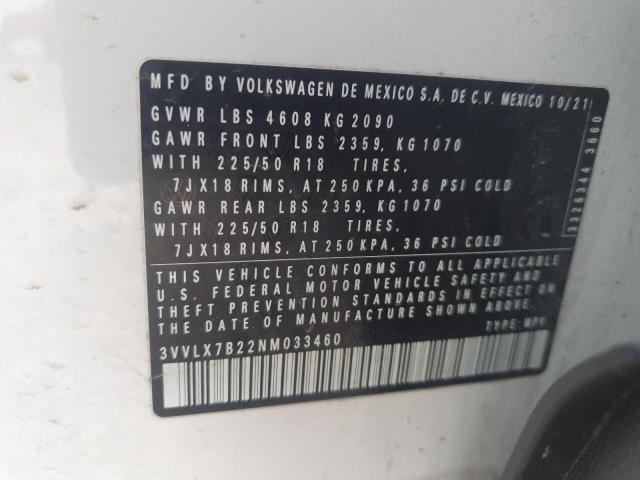 MFD BY VOLKSWAGEN DE MEXICO S.A. DE C.V. MEXICO 10/21
GVWR LBS 4608 KG 2090
GAWR FRONT LBS 2359, KG 1070
WITH 225/50 R18 TIRES,
7JX18 RIMS, AT 250 KPA, 36 PSI COLD
GAWR REAR LBS 2359, KG 1070
WITH 225/50 R18 TIRES,
7JX18 RIMS, AT 250 KPA, 36 PSI COLD
THIS VEHICLE CONFORMS TO ALL APPLICABLE
U.S. FEDERAL MOTOR VEHICLE SAFETY AND
THEFT PREVENTION STANDARDS IN EFFECT ON
THE DATE OF MANUFACTURE SHOWN ABOVE.
TYPE MPV
3VVLX7B22NM033460
3326344 3660